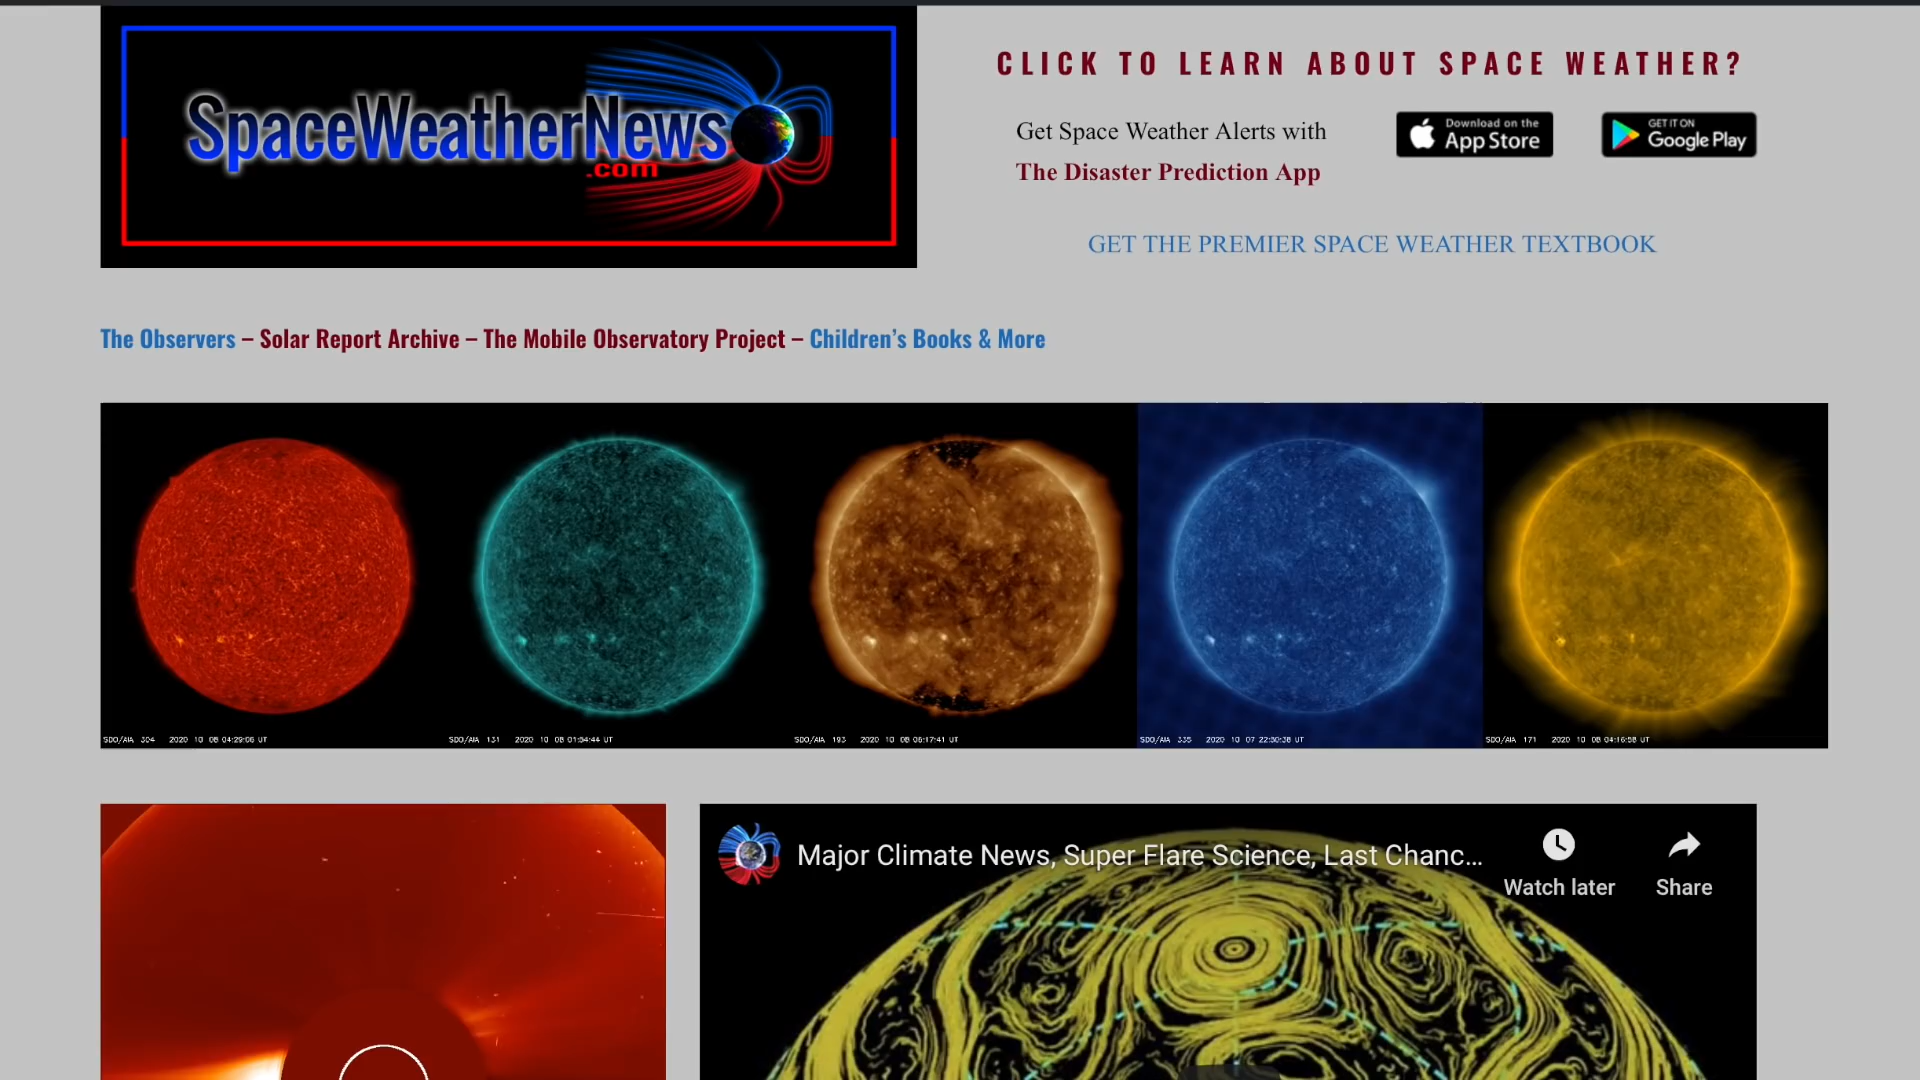 SpaceWeatherNews
.com
CLICK TO LEARN ABOUT SPACE WEATHER?
Get Space Weather Alerts with
The Disaster Prediction App
Download on the
App Store
GET IT ON
Google Play
GET THE PREMIER SPACE WEATHER TEXTBOOK
The Observers – Solar Report Archive – The Mobile Observatory Project – Children’s Books & More
SDO/AIA 304 2020 10 08 04:29:06 UT
SDO/AIA 131 2020 10 08 01:54:44 UT
SDO/AIA 193 2020 10 08 06:17:41 UT
SDO/AIA 335 2020 10 07 22:50:38 UT
SDO/AIA 171 2020 10 08 04:16:58 UT
Major Climate News, Super Flare Science, Last Chanc...
Watch later
Share